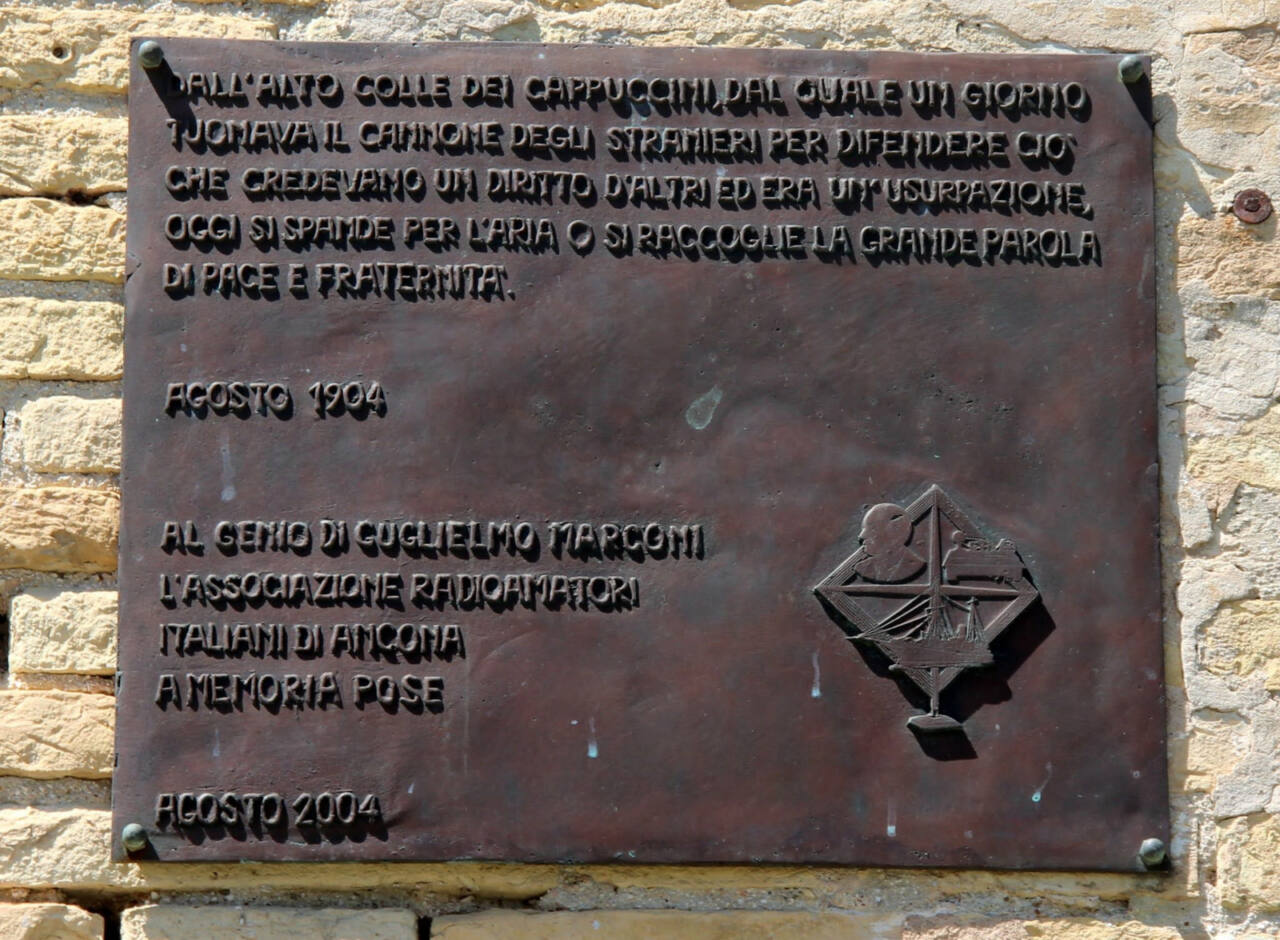 DALL'ALTO COLLE DEI CAPPUCCINI, DAL QUALE UN GIORNO
TUONAVA IL CANNONE DEGLI STRANIERI PER DIFENDERE CIO'
CHE CREDEVANO UN DIRITTO D'ALTRI ED ERA UN'USURPAZIONE,
OGGI SI SPANDE PER L'ARIA O SI RACCOGLIE LA GRANDE PAROLA
DI PACE E FRATERNITA'.
AGOSTO 1904
AL GENIO DI GUGLIELMO MARCONI
L'ASSOCIAZIONE RADIOAMATORI
ITALIANI DI ANCONA
A MEMORIA POSE
AGOSTO 2004